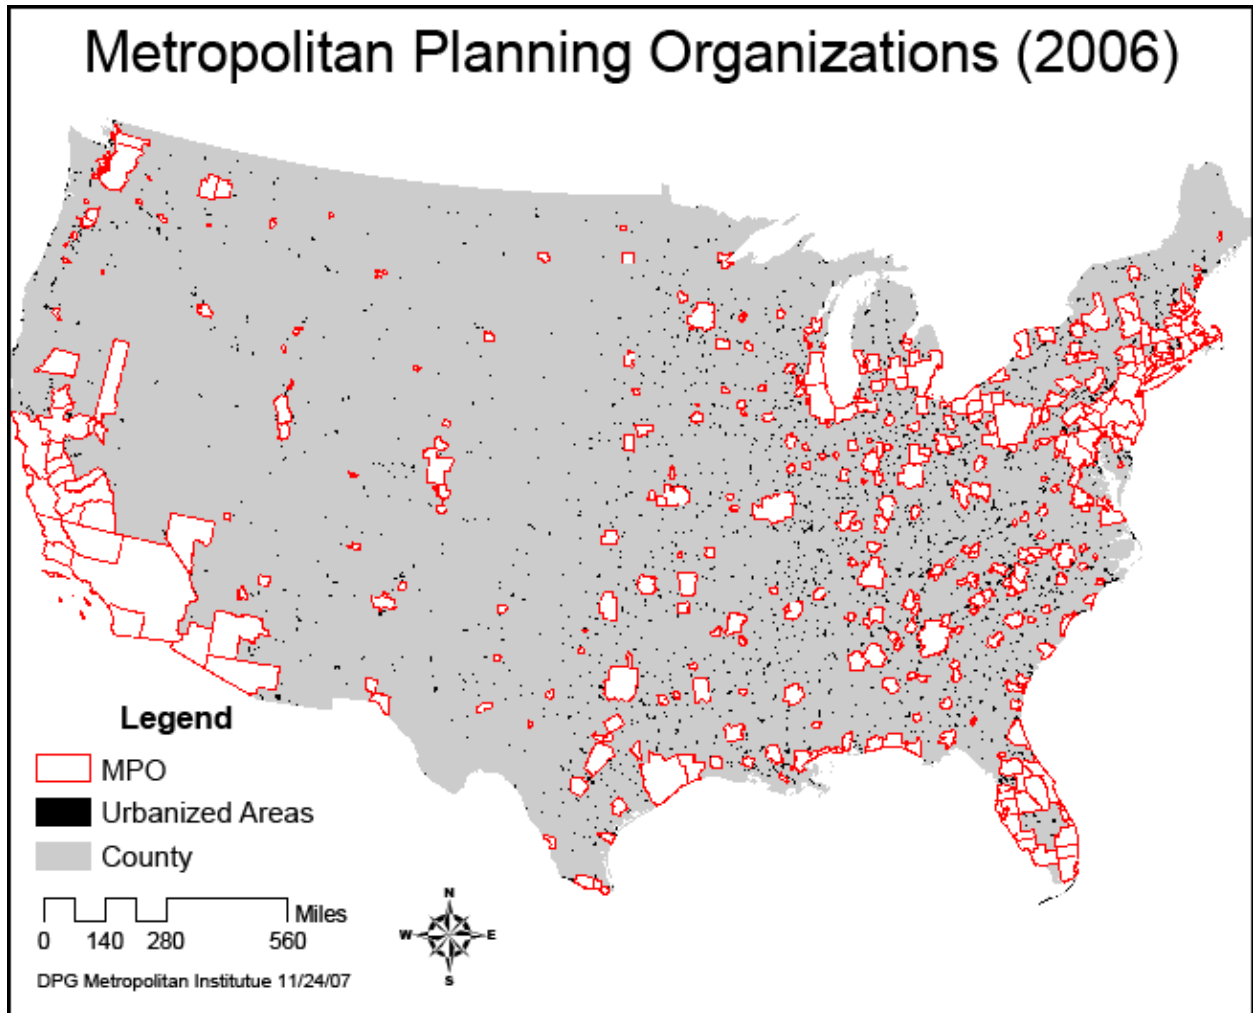 Metropolitan Planning Organizations (2006)
Legend
MPO
Urbanized Areas
County
Miles
0 140 280 560
DPG Metropolitan Institutue 11/24/07
N
W E
S